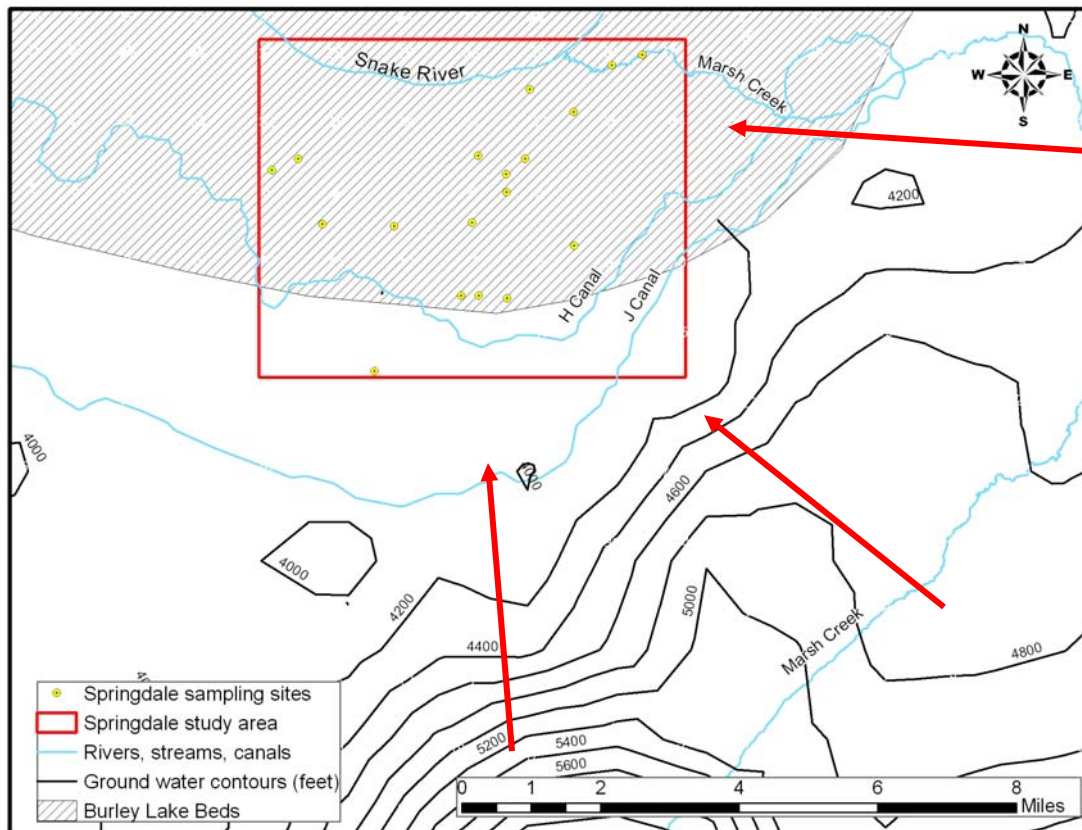 N
W E
S
Snake River
Marsh Creek
4200
H Canal
J Canal
4000
4000
4600
4000
4200
5000
4400
Marsh Creek
4800
5200
5400
5600
Springdale sampling sites
Springdale study area
Rivers, streams, canals
Ground water contours (feet)
Burley Lake Beds
0 1 2 4 6 8
Miles